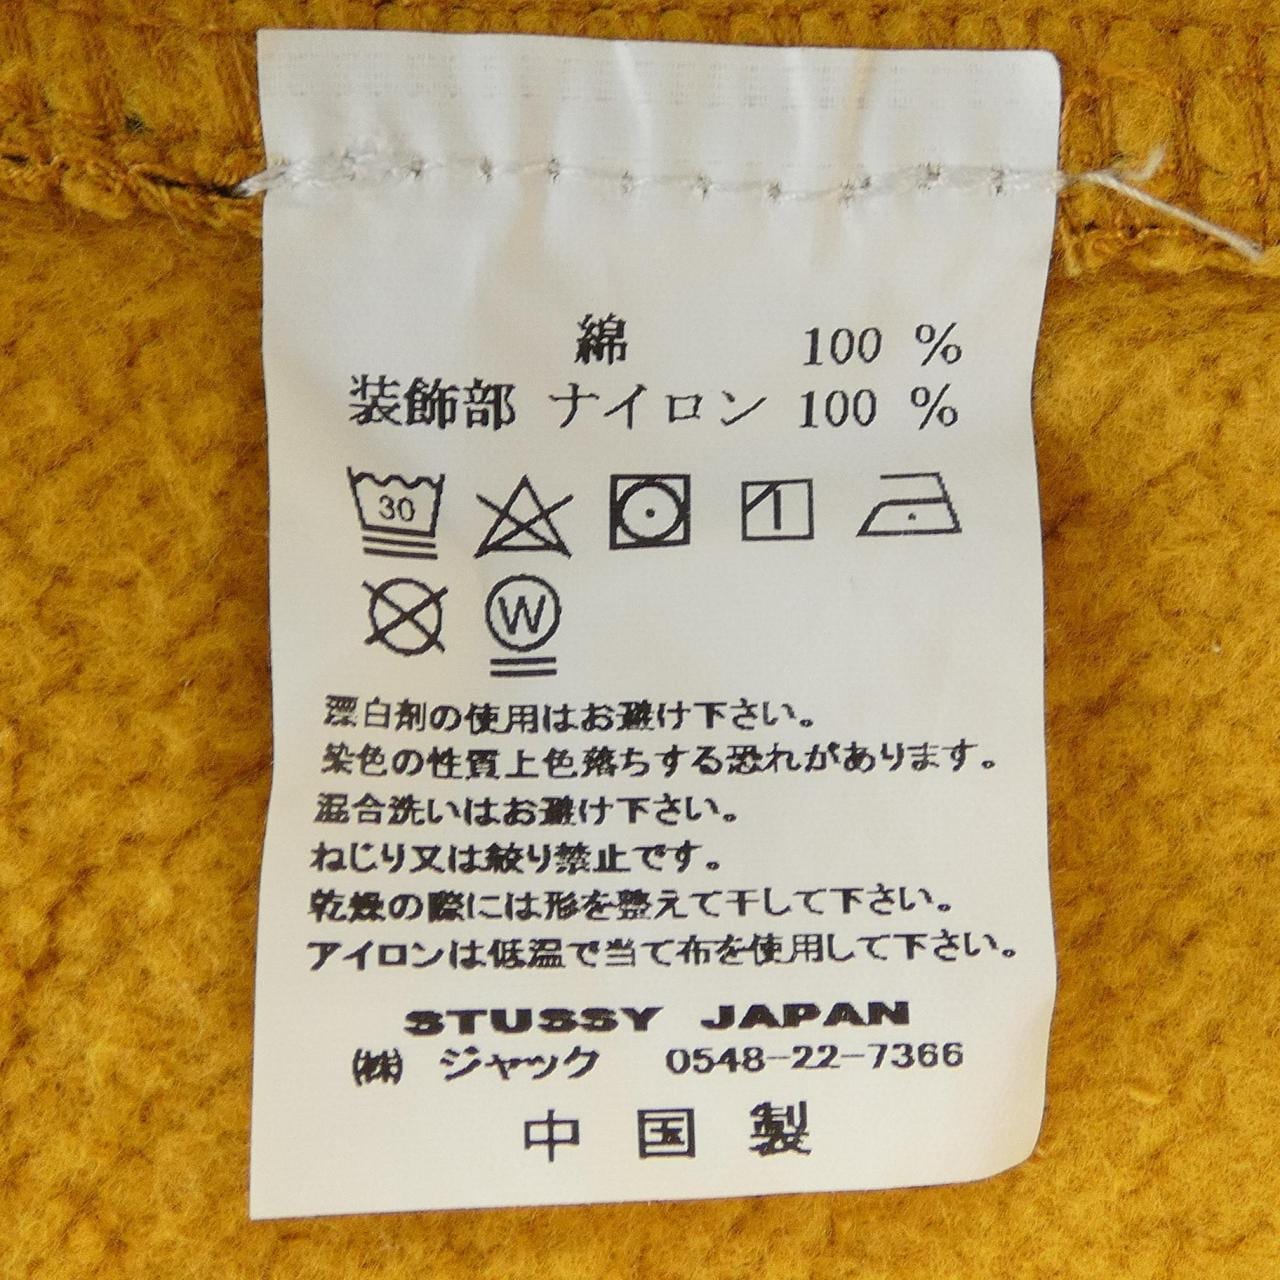 綿 100 %
装飾部 ナイロン 100 %
30
W
漂白剤の使用はお避け下さい。
染色の性質上色落ちする恐れがあります。
混合洗いはお避け下さい。
ねじり又は絞り禁止です。
乾燥の際には形を整えて干して下さい。
アイロンは低温で当て布を使用して下さい。
STUSSY JAPAN
㈱ ジャック 0548-22-7366
中国製